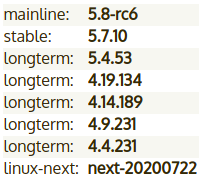 mainline: 5.8-rc6
stable: 5.7.10
longterm: 5.4.53
longterm: 4.19.134
longterm: 4.14.189
longterm: 4.9.231
longterm: 4.4.231
linux-next: next-20200722